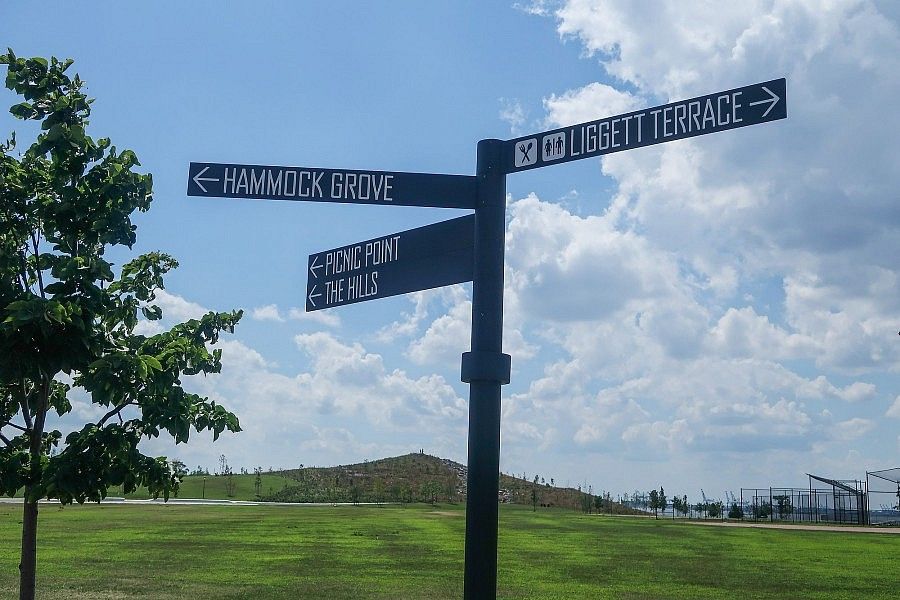 LIGGETT TERRACE
HAMMOCK GROVE
PICNIC POINT
THE HILLS